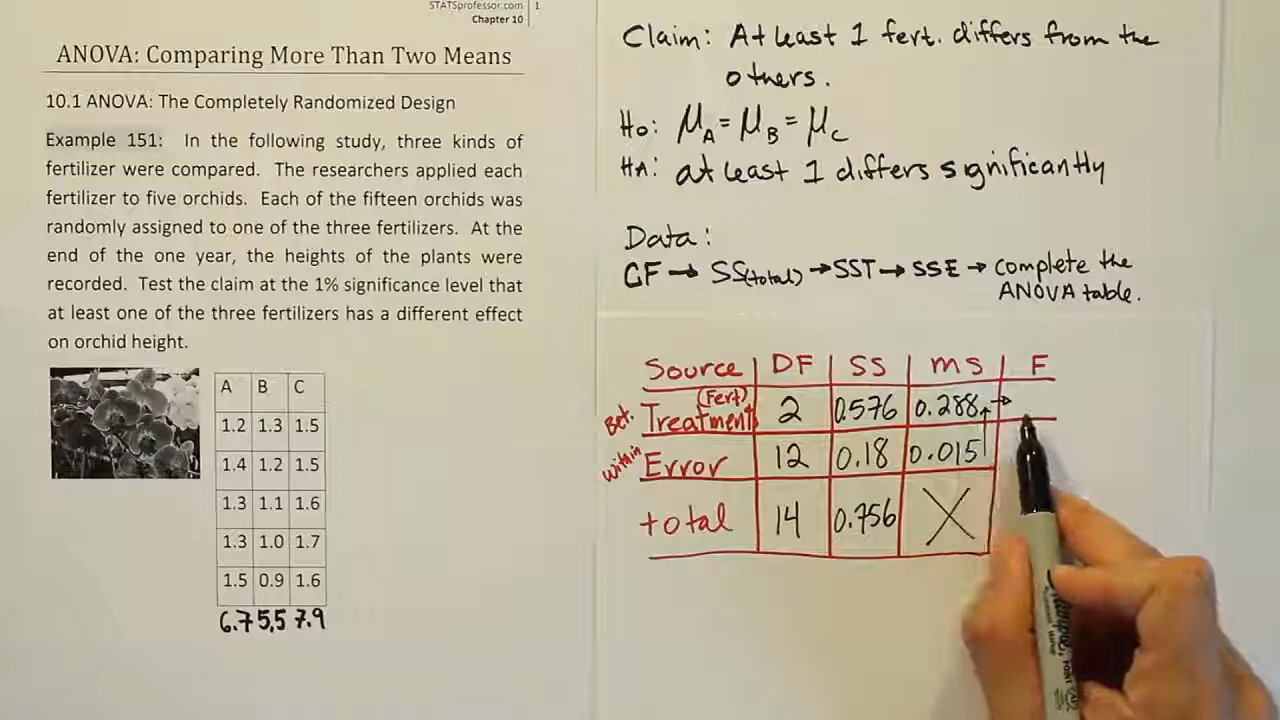 STATSprofessor.com 1
Chapter 10
ANOVA: Comparing More Than Two Means
10.1 ANOVA: The Completely Randomized Design
Example 151: In the following study, three kinds of
fertilizer were compared. The researchers applied each
fertilizer to five orchids. Each of the fifteen orchids was
randomly assigned to one of the three fertilizers. At the
end of the one year, the heights of the plants were
recorded. Test the claim at the 1% significance level that
at least one of the three fertilizers has a different effect
on orchid height.
A B C
1.2 1.3 1.5
1.4 1.2 1.5
1.3 1.1 1.6
1.3 1.0 1.7
1.5 0.9 1.6
6.7 5.5 7.9
Claim: At least 1 fert. differs from the
others.
Ho: μA = μB = μC
HA: at least 1 differs significantly
Data:
CF → SS(total) → SST → SSE → complete the
ANOVA table.
Source DF SS MS F
Bet. Treatment (Fert) 2 0.576 0.288
within Error 12 0.18 0.015
total 14 0.756